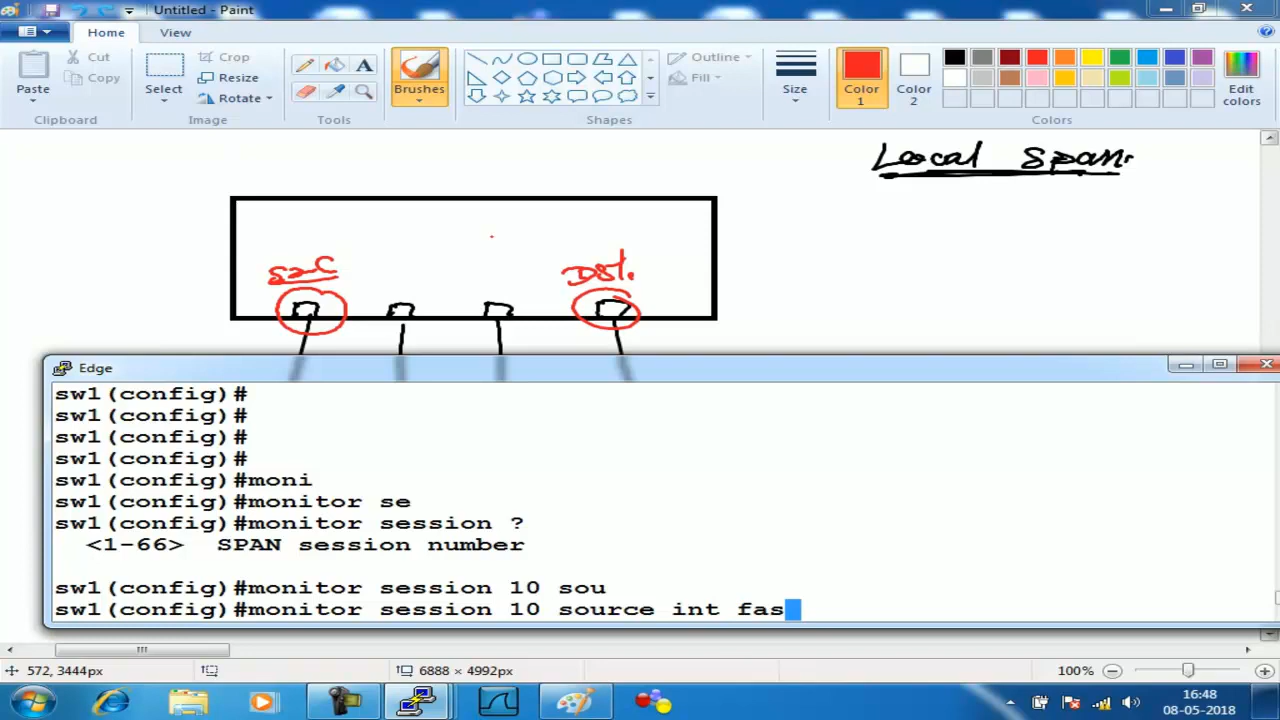 Untitled - Paint
Home View
Cut
Copy
Paste
Clipboard
Crop
Resize
Rotate
Select
Image
Tools
Brushes
Shapes
Outline
Fill
Size
Color 1
Color 2
Edit colors
Colors
Local Span
Src
Dst.
Edge
sw1(config)#
sw1(config)#
sw1(config)#
sw1(config)#
sw1(config)#moni
sw1(config)#monitor se
sw1(config)#monitor session ?
<1-66> SPAN session number
sw1(config)#monitor session 10 sou
sw1(config)#monitor session 10 source int fas
572, 3444px
6888 × 4992px
100%
16:48
08-05-2018